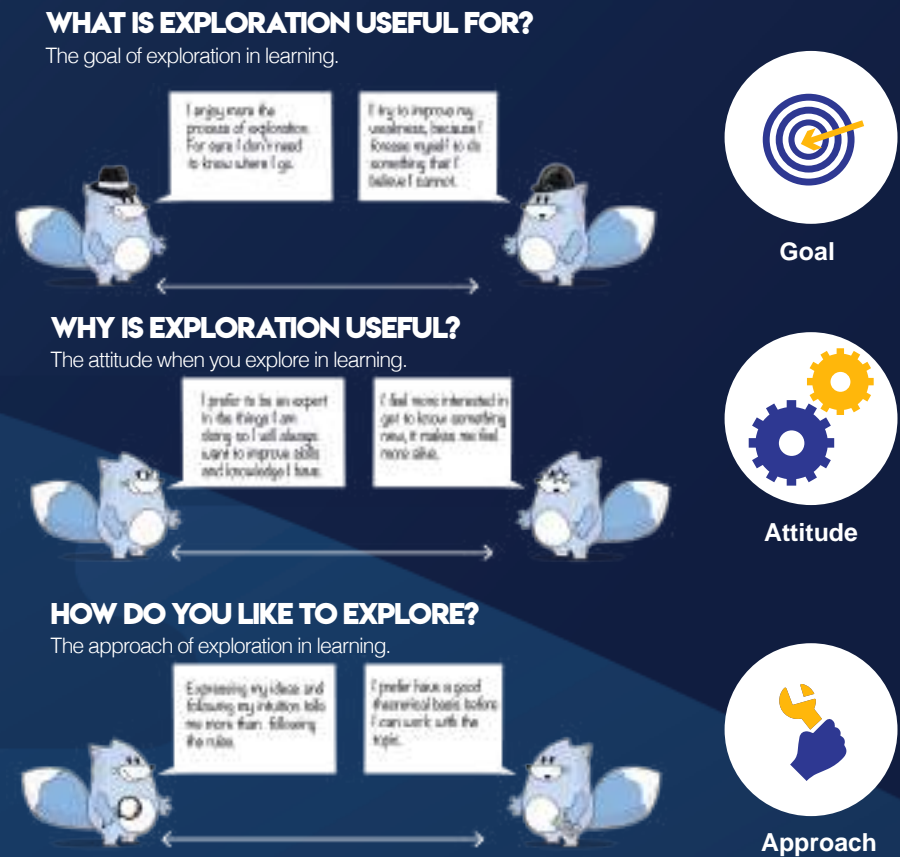 WHAT IS EXPLORATION USEFUL FOR?
The goal of exploration in learning.
I enjoy more the
process of exploration.
For sure I don't need
to know where I go.
I try to improve my
weakness, because I
myself to do
something that I
believe I cannot.
Goal
WHY IS EXPLORATION USEFUL?
The attitude when you explore in learning.
I prefer to be an expert
in the things I am
doing so I will always
want to improve skills
and knowledge I have.
I feel more interested in
get to know something
new, it makes me feel
more alive.
Attitude
HOW DO YOU LIKE TO EXPLORE?
The approach of exploration in learning.
Expressing my ideas and
following my intuition
me more than following
the rules.
I prefer have a good
theoretical basis before
I can work with the
topic.
Approach